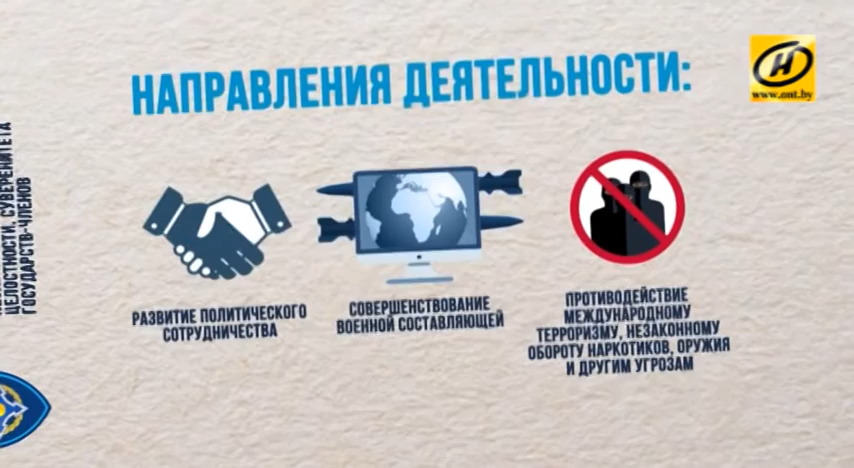 НАПРАВЛЕНИЯ ДЕЯТЕЛЬНОСТИ:
www.ont.by
ЦЕЛОСТНОСТИ, СУВЕРЕНИТЕТА
ГОСУДАРСТВ-ЧЛЕНОВ
РАЗВИТИЕ ПОЛИТИЧЕСКОГО
СОТРУДНИЧЕСТВА
СОВЕРШЕНСТВОВАНИЕ
ВОЕННОЙ СОСТАВЛЯЮЩЕЙ
ПРОТИВОДЕЙСТВИЕ
МЕЖДУНАРОДНОМУ
ТЕРРОРИЗМУ, НЕЗАКОННОМУ
ОБОРОТУ НАРКОТИКОВ, ОРУЖИЯ
И ДРУГИМ УГРОЗАМ